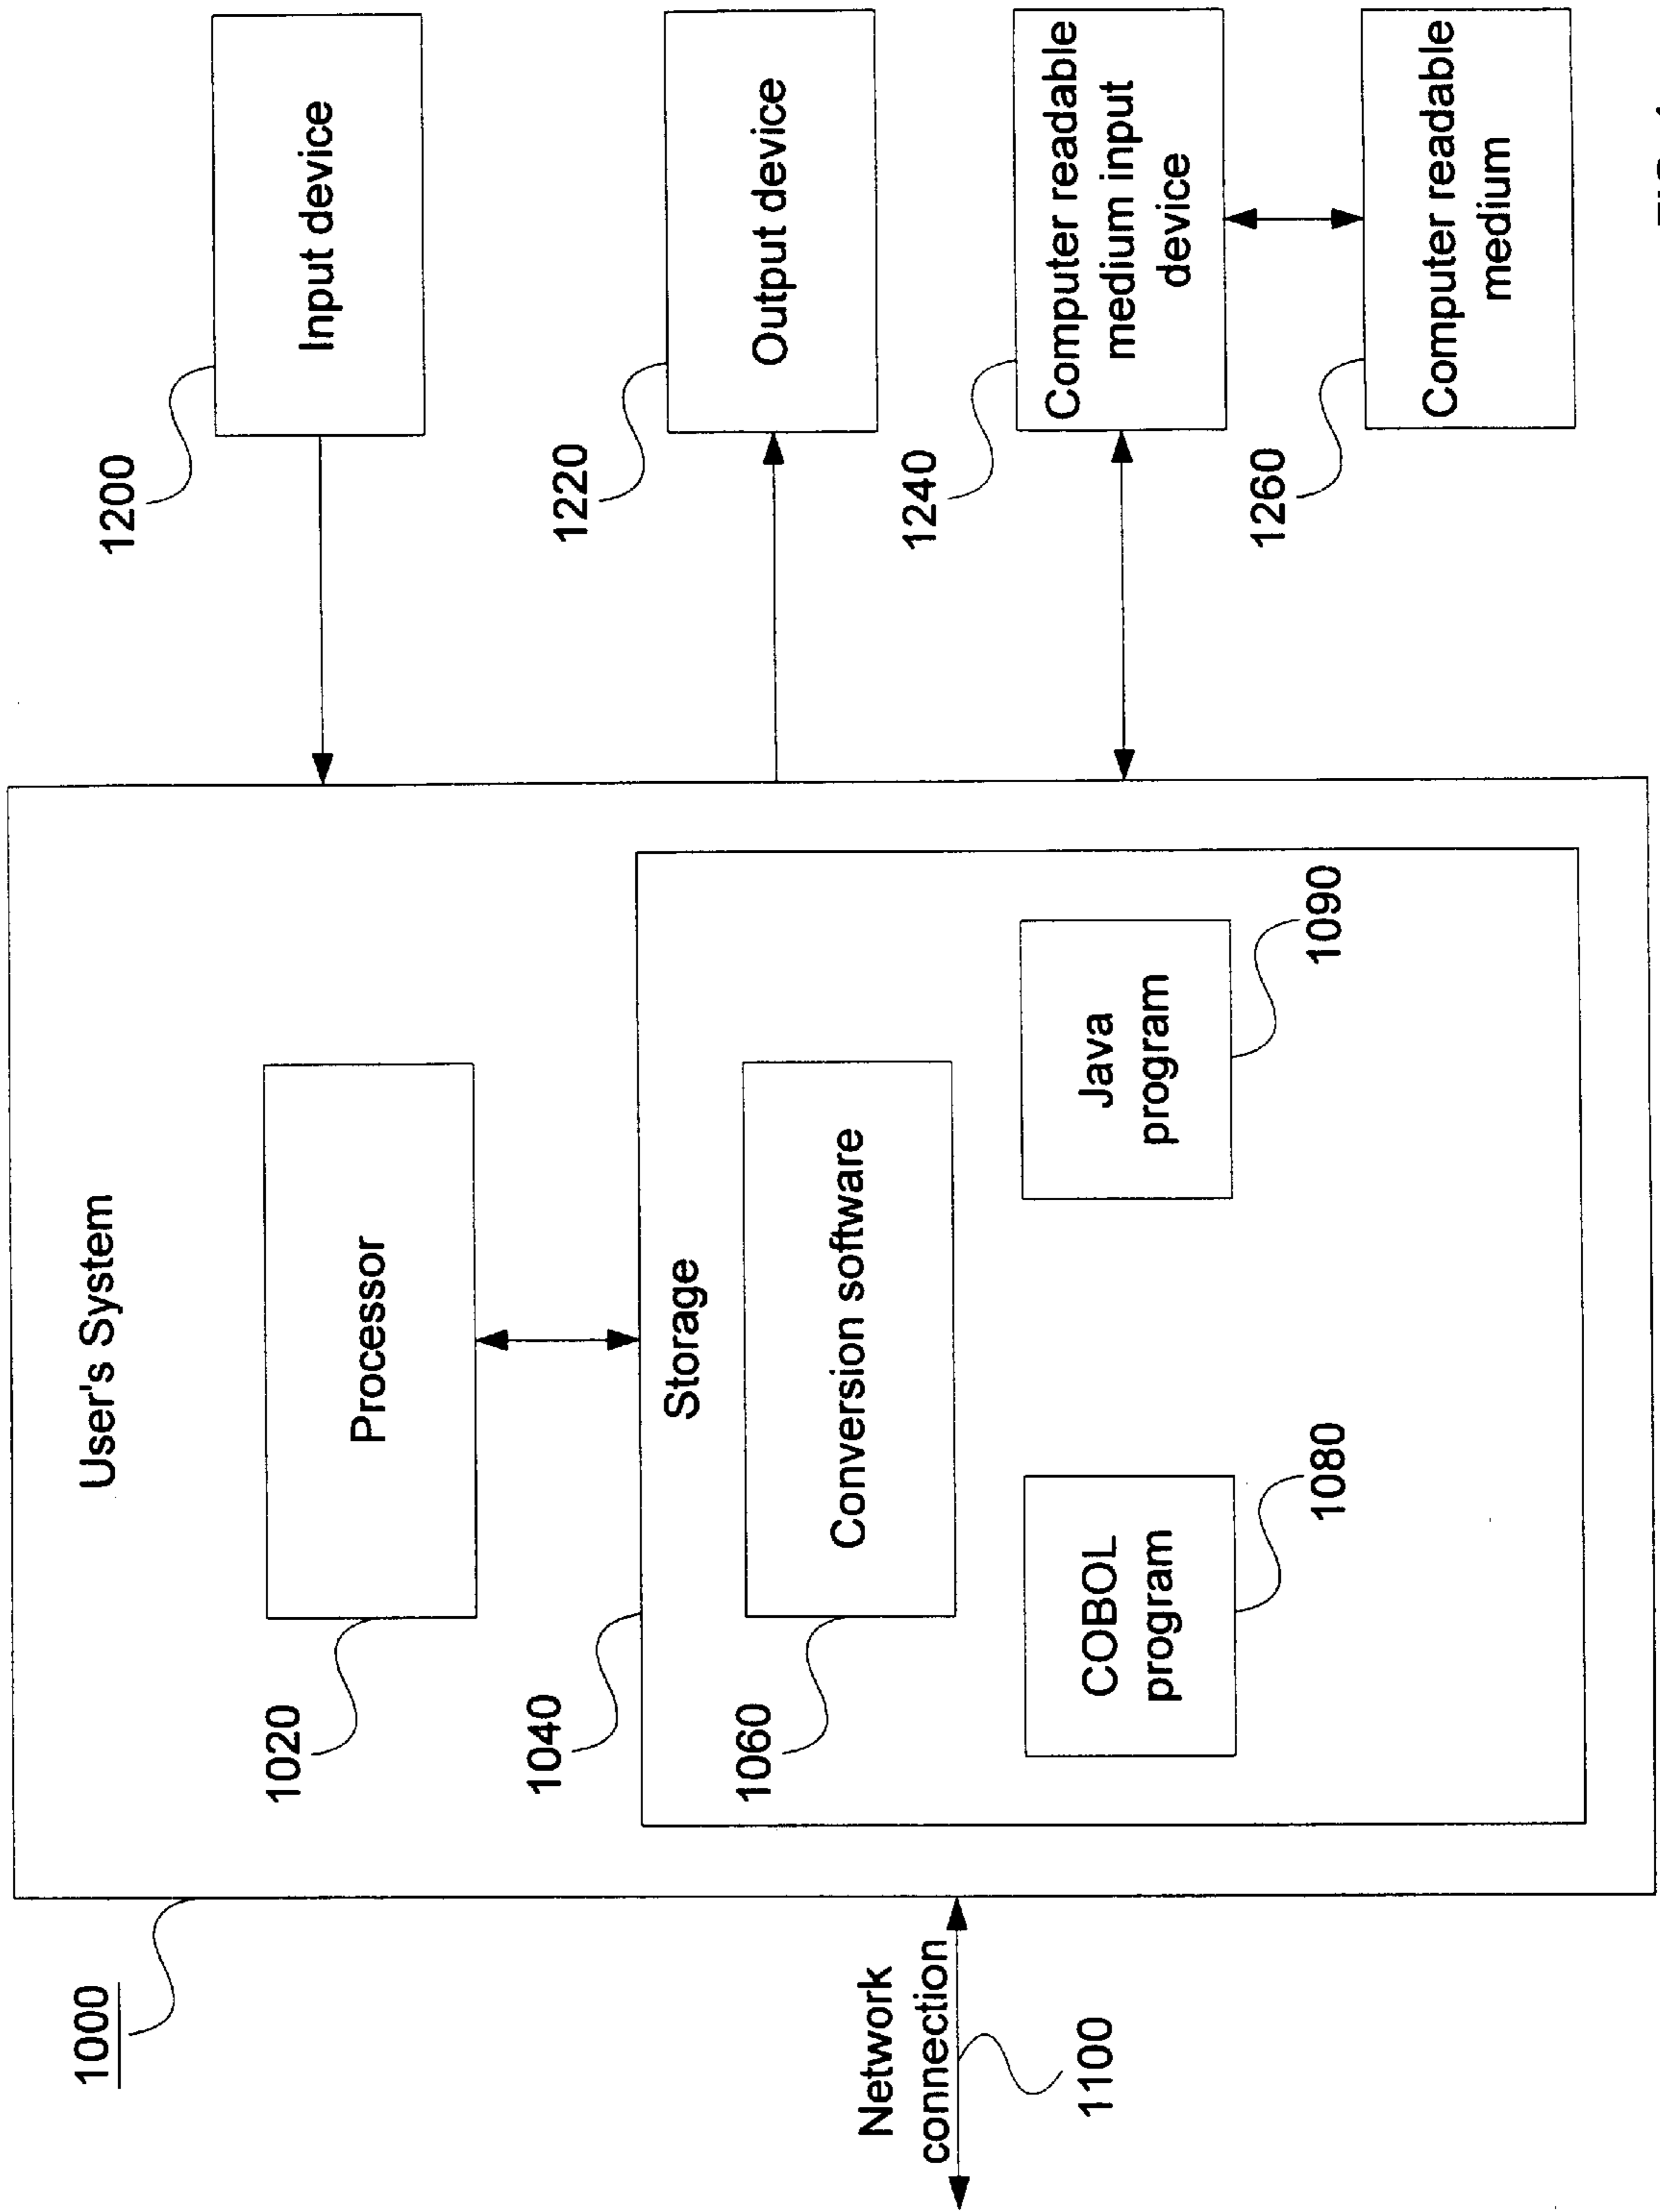 1000
User's System
1020
Processor
1040
Storage
1060
Conversion software
COBOL
program
1080
Java
program
1090
Network
connection
1100
1200
Input device
1220
Output device
1240
Computer readable
medium input
device
1260
Computer readable
medium